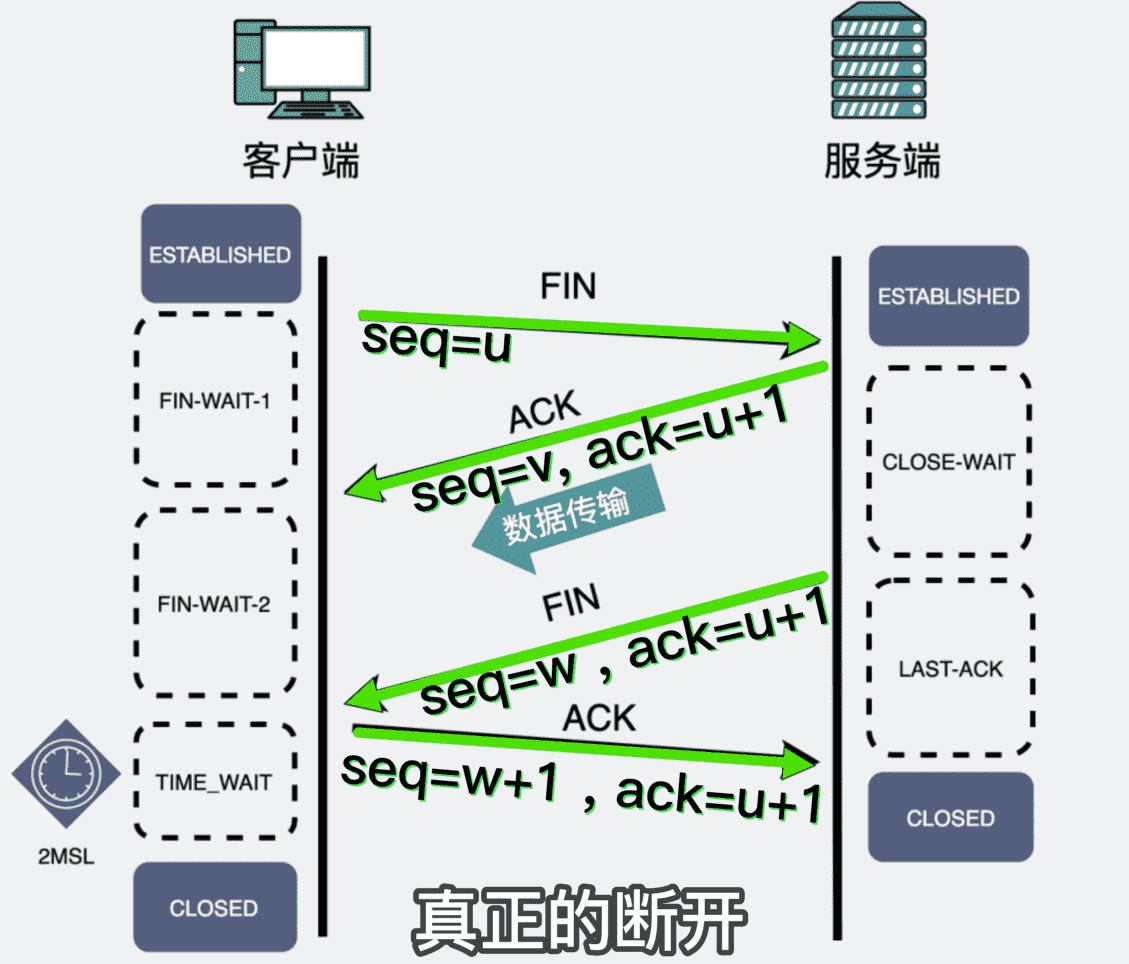 客户端
服务端
ESTABLISHED
ESTABLISHED
FIN
seq=u
FIN-WAIT-1
ACK
seq=v, ack=u+1
CLOSE-WAIT
数据传输
FIN-WAIT-2
FIN
seq=w , ack=u+1
LAST-ACK
ACK
TIME_WAIT
seq=w+1 , ack=u+1
2MSL
CLOSED
CLOSED
真正的断开